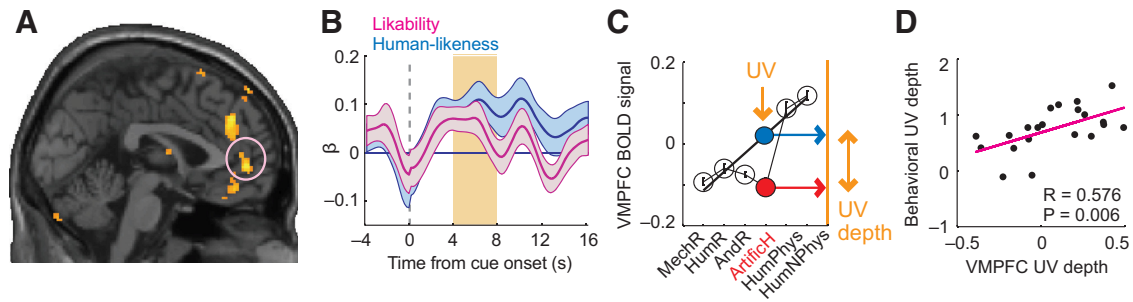 A
B
Likability
Human-likeness
0.2
0.1
0
−0.1
β
−4
0
4
8
12
16
Time from cue onset (s)
C
0.2
0
−0.2
VMPFC BOLD signal
UV
UV
depth
MechR
HumR
AndR
ArtificH
HumPhys
HumNPhys
D
2
1
0
−1
Behavioral UV depth
R = 0.576
P = 0.006
−0.5
0
0.5
VMPFC UV depth